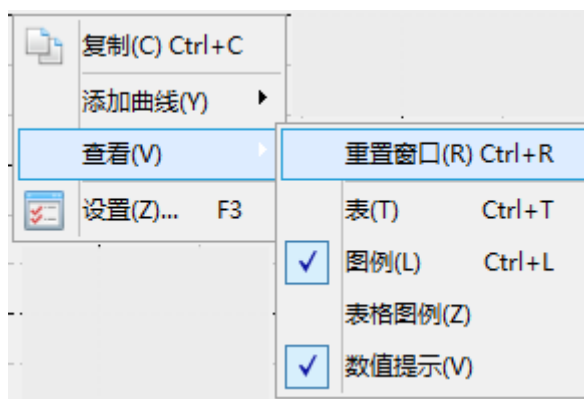 复制(C) Ctrl+C
添加曲线(Y)
查看(V)
设置(Z)... F3
重置窗口(R) Ctrl+R
表(T) Ctrl+T
图例(L) Ctrl+L
表格图例(Z)
数值提示(V)